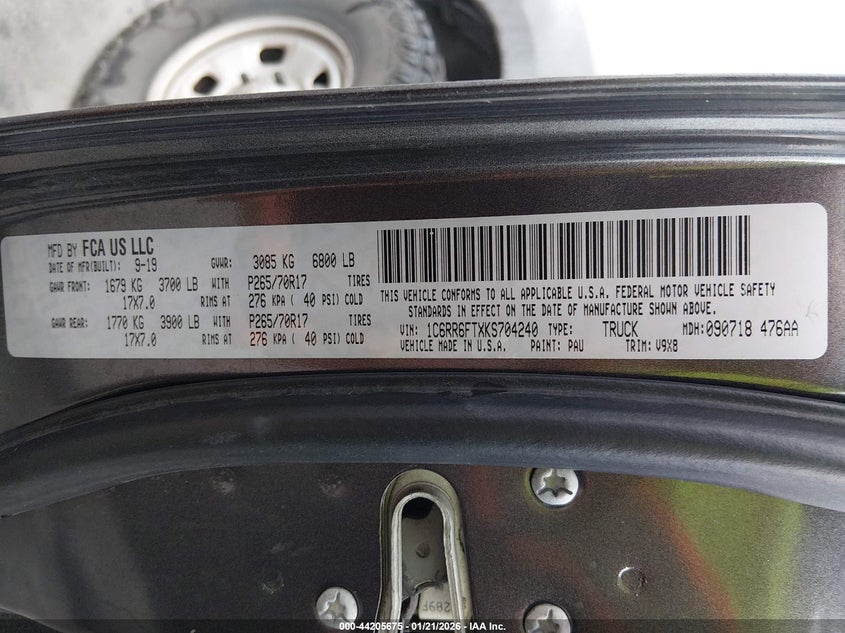 MFD BY FCA US LLC
DATE OF MFR(BUILT): 9-19 GVWR: 3085 KG 6800 LB
GAWR FRONT: 1679 KG 3700 LB WITH P265/70R17 TIRES
17X7.0 RIMS AT 276 KPA ( 40 PSI) COLD
GAWR REAR: 1770 KG 3900 LB WITH P265/70R17 TIRES
17X7.0 RIMS AT 276 KPA ( 40 PSI) COLD
THIS VEHICLE CONFORMS TO ALL APPLICABLE U.S.A. FEDERAL MOTOR VEHICLE SAFETY
STANDARDS IN EFFECT ON THE DATE OF MANUFACTURE SHOWN ABOVE.
VIN: 1C6RR6FTXKS704240 TYPE: TRUCK MDH:090718 476AA
VEHICLE MADE IN U.S.A. PAINT: PAU TRIM: V9X8
289F
000-44205675 - 01/21/2026 - IAA Inc.